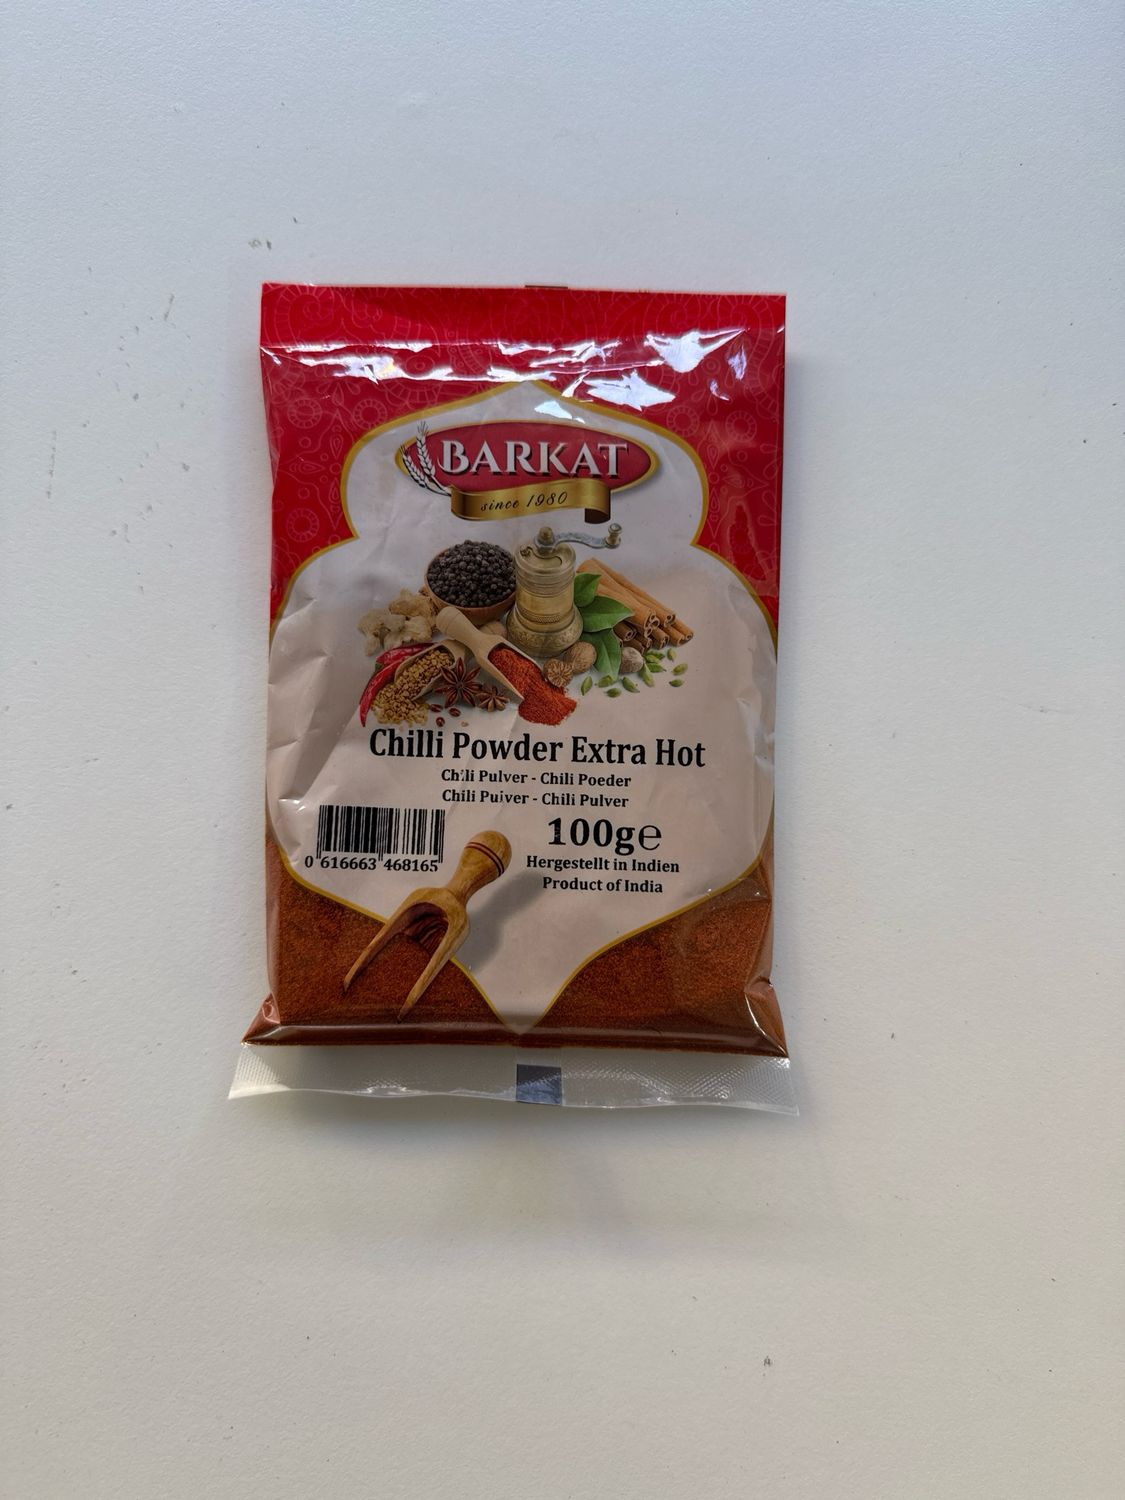 BARKAT
since 1980
Chilli Powder Extra Hot
Chili Pulver - Chili Poeder
Chili Pulver - Chili Pulver
100g℮
Hergestellt in Indien
Product of India
0 616663 468165